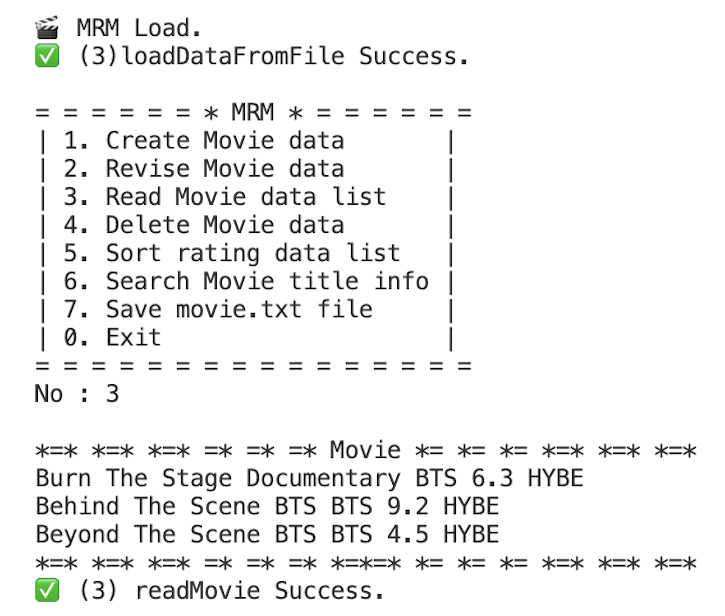 🎬 MRM Load.
✅ (3)loadDataFromFile Success.
= = = = = = * MRM * = = = = = =
| 1. Create Movie data       |
| 2. Revise Movie data       |
| 3. Read Movie data list    |
| 4. Delete Movie data       |
| 5. Sort rating data list   |
| 6. Search Movie title info |
| 7. Save movie.txt file     |
| 0. Exit                    |
= = = = = = = = = = = = = = = =
No : 3
*=* *=* *=* =* =* =* Movie *= *= *= *=* *=* *=*
Burn The Stage Documentary BTS 6.3 HYBE
Behind The Scene BTS BTS 9.2 HYBE
Beyond The Scene BTS BTS 4.5 HYBE
*=* *=* *=* =* =* =* *=*=* *= *= *= *=* *=* *=*
✅ (3) readMovie Success.